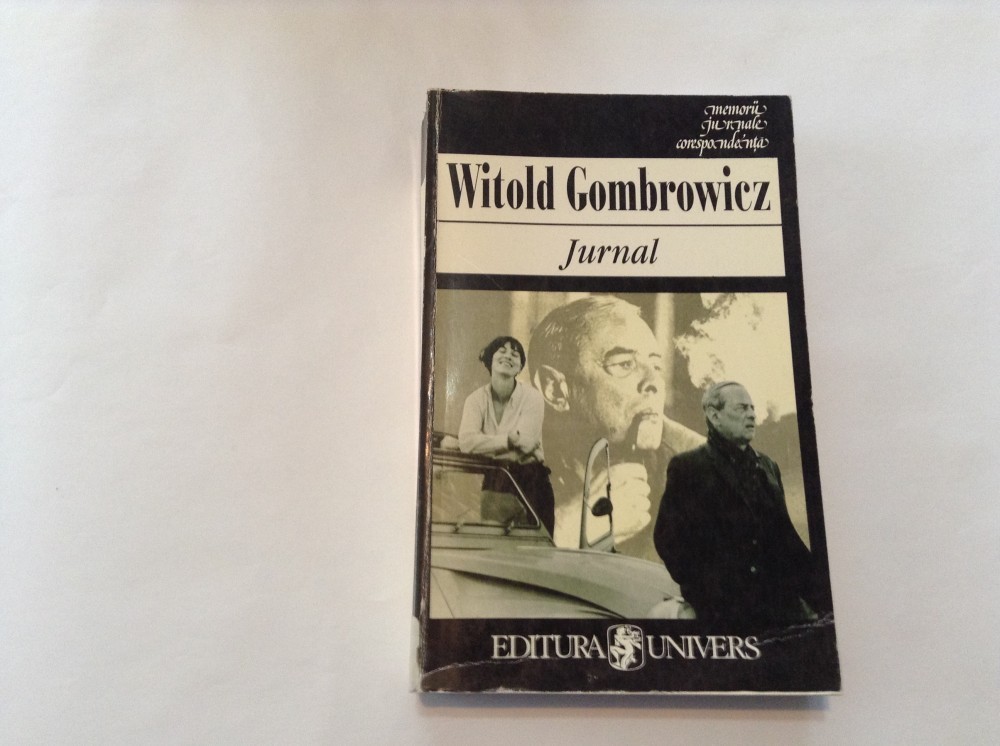 memorii
jurnale
corespondență
Witold Gombrowicz
Jurnal
EDITURA UNIVERS